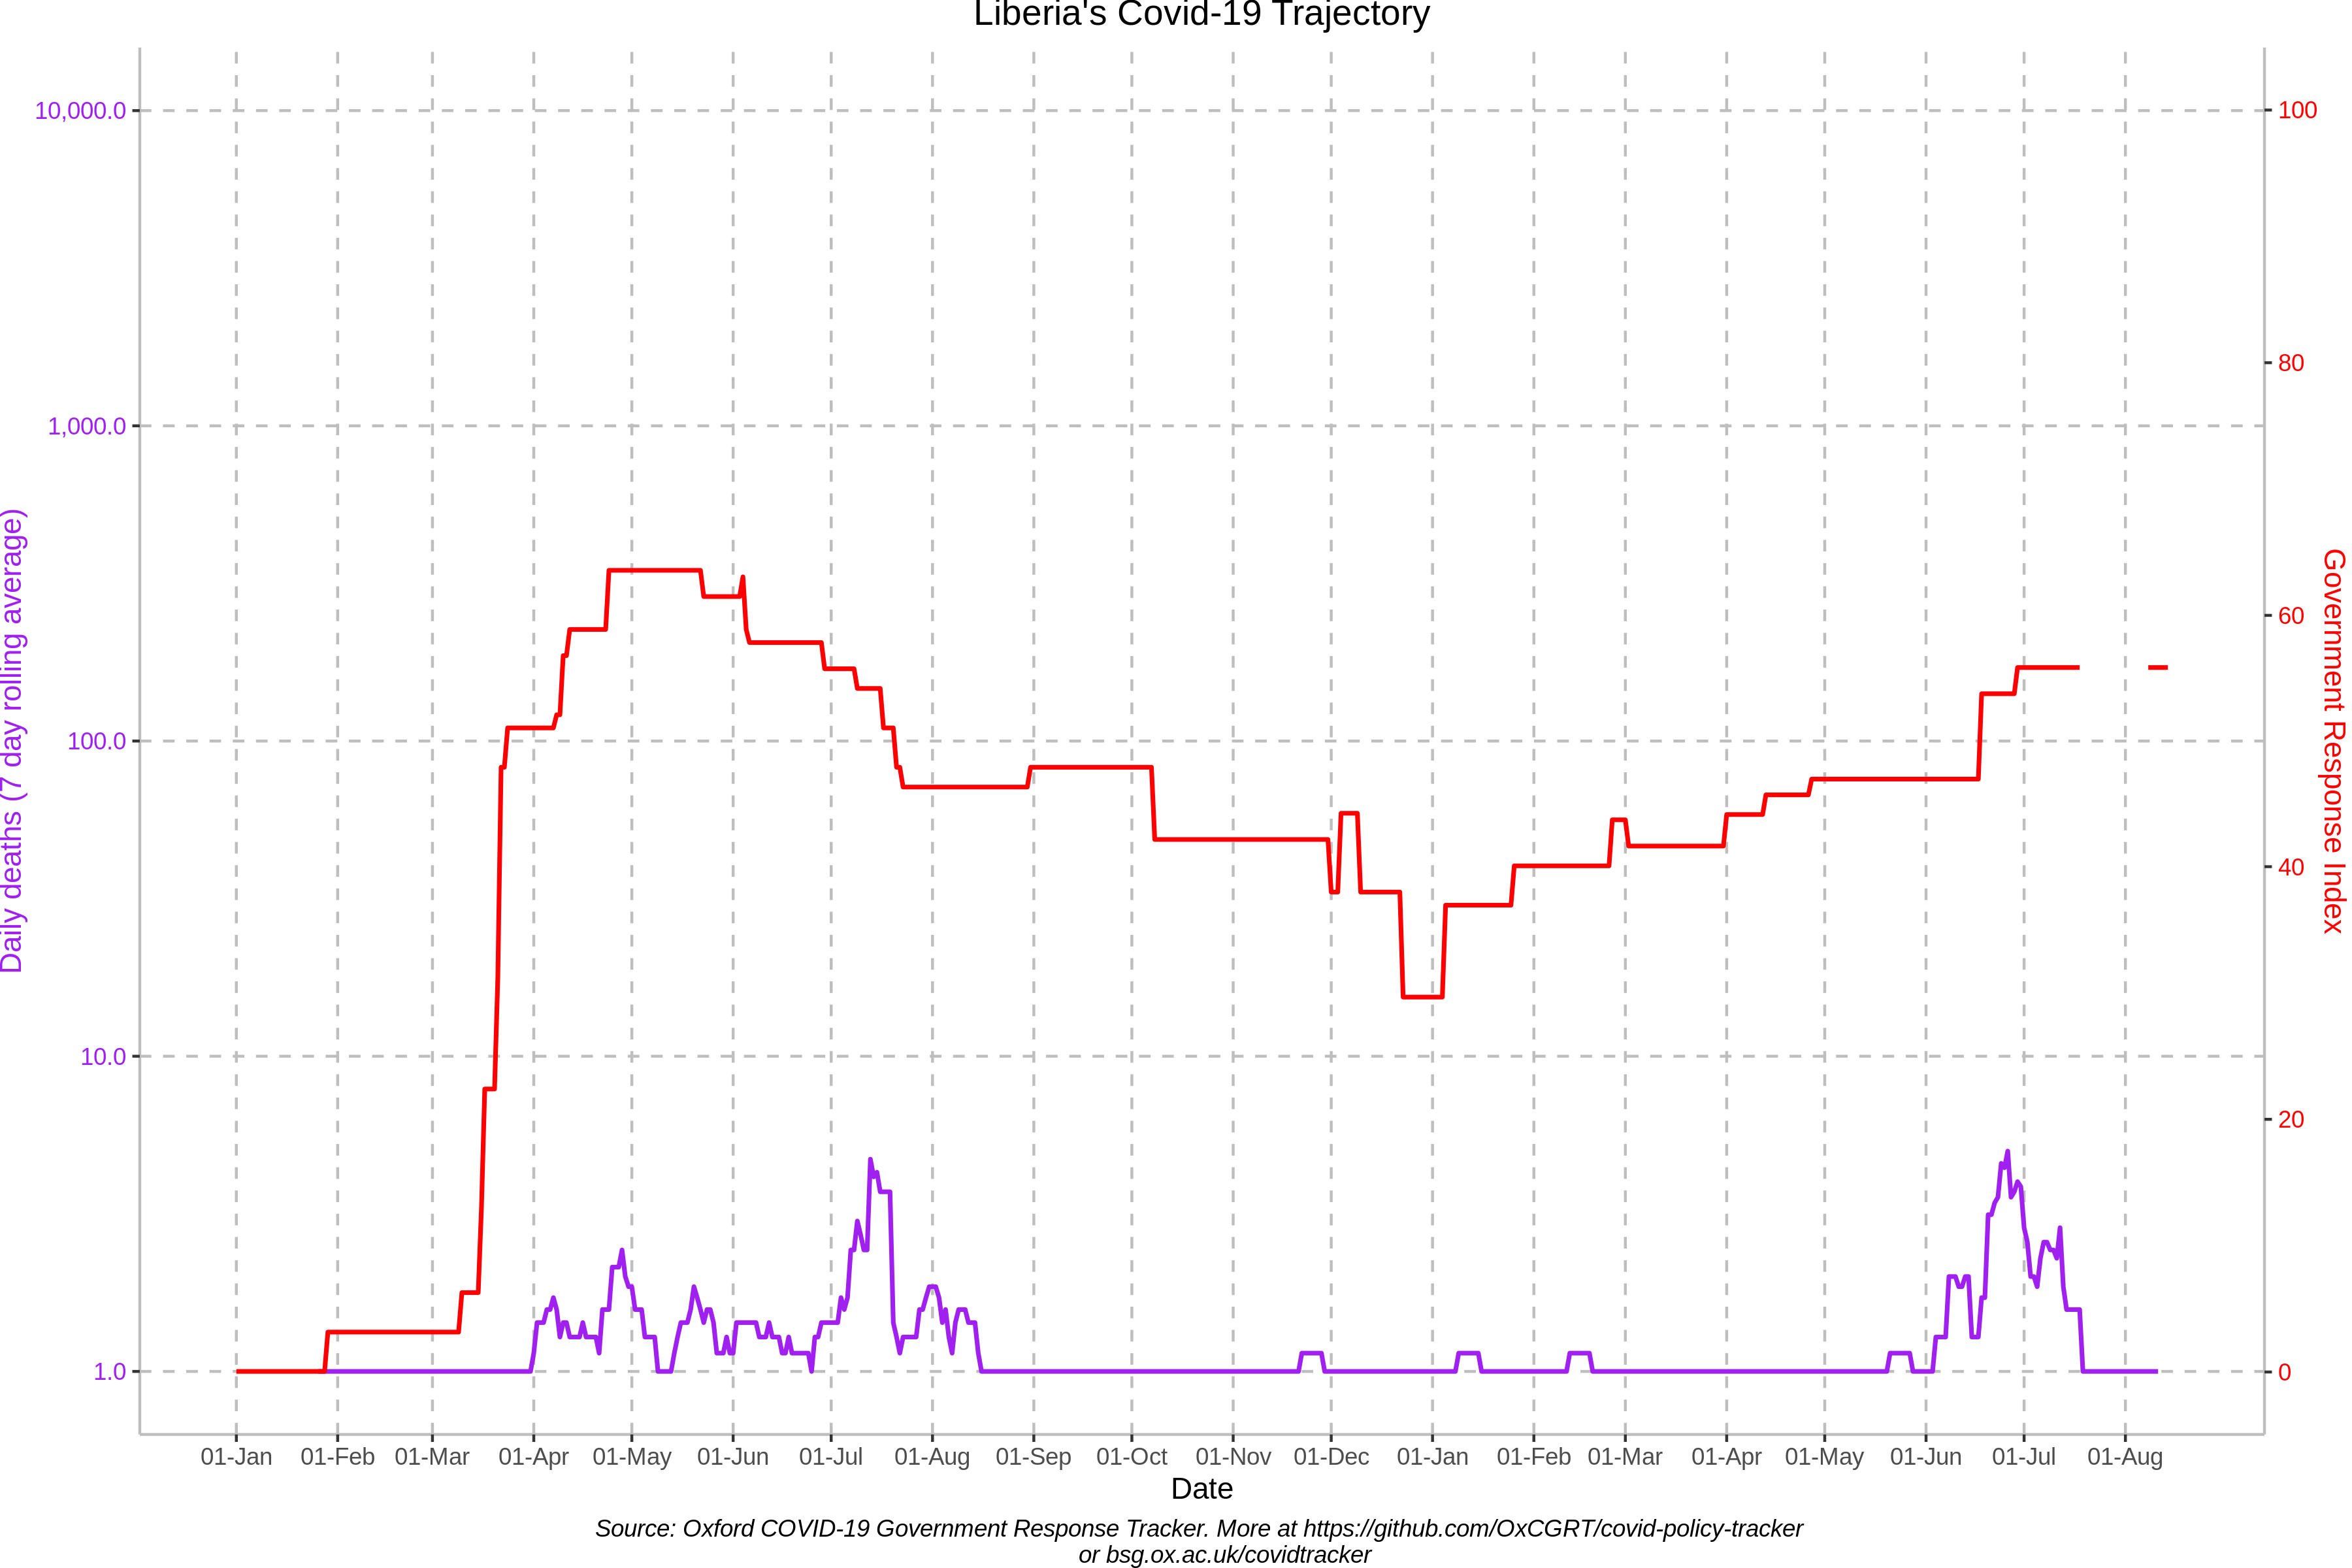 Liberia's Covid-19 Trajectory
10,000.0
1,000.0
100.0
10.0
1.0
Daily deaths (7 day rolling average)
100
80
60
40
20
0
Government Response Index
01-Jan 01-Feb 01-Mar 01-Apr 01-May 01-Jun 01-Jul 01-Aug 01-Sep 01-Oct 01-Nov 01-Dec 01-Jan 01-Feb 01-Mar 01-Apr 01-May 01-Jun 01-Jul 01-Aug
Date
Source: Oxford COVID-19 Government Response Tracker. More at https://github.com/OxCGRT/covid-policy-tracker
or bsg.ox.ac.uk/covidtracker